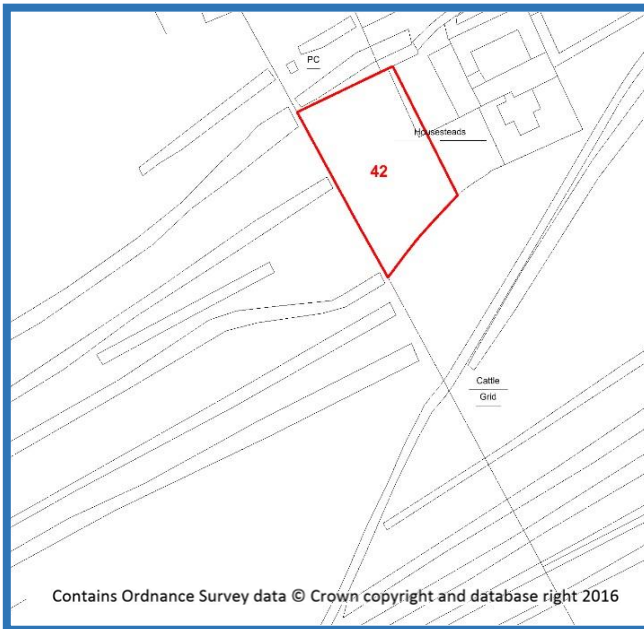 PC
Housesteads
42
Cattle
Grid
Contains Ordnance Survey data © Crown copyright and database right 2016